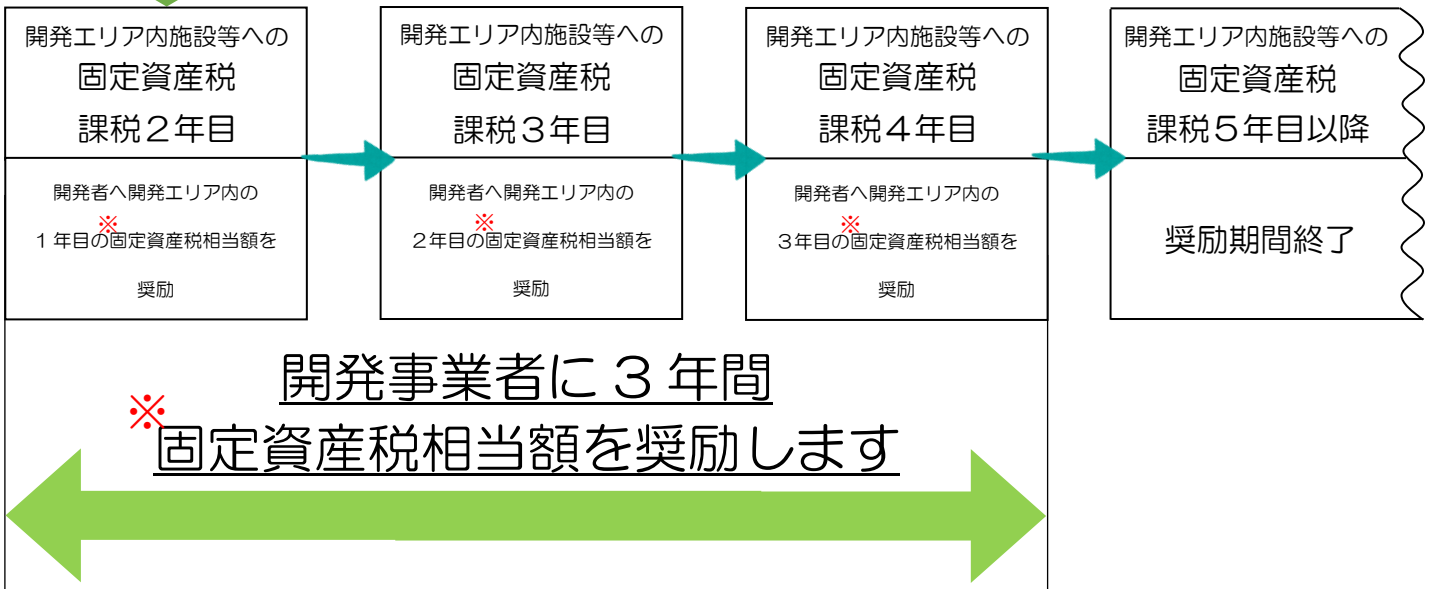 開発エリア内施設等への
固定資産税
課税２年目
開発者へ開発エリア内の
※
１年目の固定資産税相当額を
奨励
開発エリア内施設等への
固定資産税
課税３年目
開発者へ開発エリア内の
※
２年目の固定資産税相当額を
奨励
開発エリア内施設等への
固定資産税
課税４年目
開発者へ開発エリア内の
※
３年目の固定資産税相当額を
奨励
開発エリア内施設等への
固定資産税
課税５年目以降
奨励期間終了
開発事業者に３年間
※
固定資産税相当額を奨励します